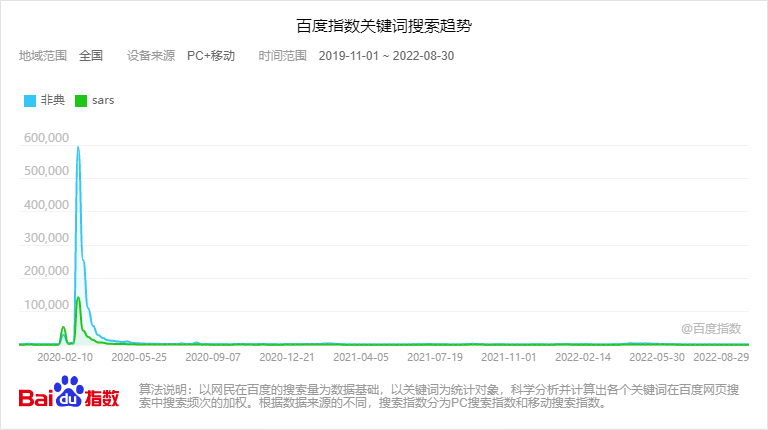 百度指数关键词搜索趋势
地域范围 全国 设备来源 PC+移动 时间范围 2019-11-01 ~ 2022-08-30
非典 sars
600,000
500,000
400,000
300,000
200,000
100,000
@百度指数
2020-02-10 2020-05-25 2020-09-07 2020-12-21 2021-04-05 2021-07-19 2021-11-01 2022-02-14 2022-05-30 2022-08-29
Bai du 指数
算法说明：以网民在百度的搜索量为数据基础，以关键词为统计对象，科学分析并计算出各个关键词在百度网页搜
索中搜索频次的加权。根据数据来源的不同，搜索指数分为PC搜索指数和移动搜索指数。